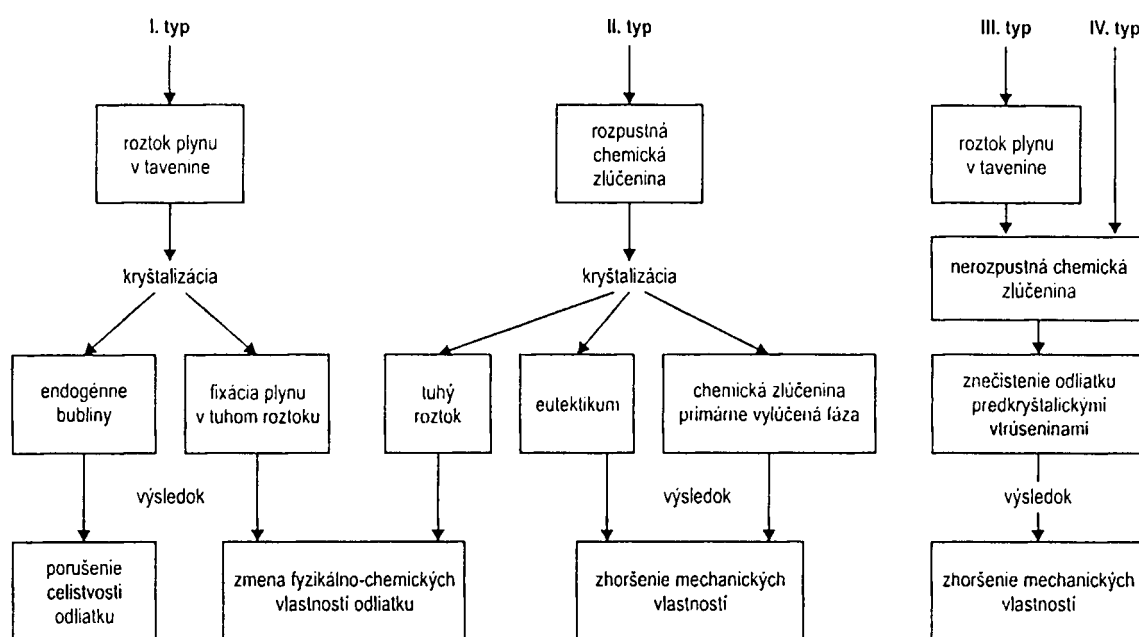 I. typ
II. typ
III. typ
IV. typ
roztok plynu
v tavenine
rozpustná
chemická
zlúčenina
roztok plynu
v tavenine
kryštalizácia
kryštalizácia
nerozpustná chemická
zlúčenina
endogénne
bubliny
fixácia plynu
v tuhom roztoku
tuhý
roztok
eutektikum
chemická zlúčenina
primárne vylúčená fáza
znečistenie odliatku
predkryštalickými
vtrúseninami
výsledok
výsledok
výsledok
porušenie
celistvosti
odliatku
zmena fyzikálno-chemických
vlastností odliatku
zhoršenie mechanických
vlastností
zhoršenie mechanických
vlastností